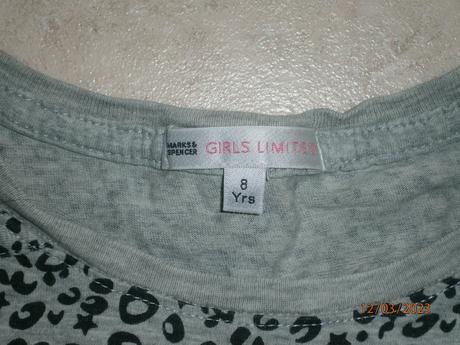 MARKS &
SPENCER
GIRLS LIMITED
8
Yrs
12/03/2023